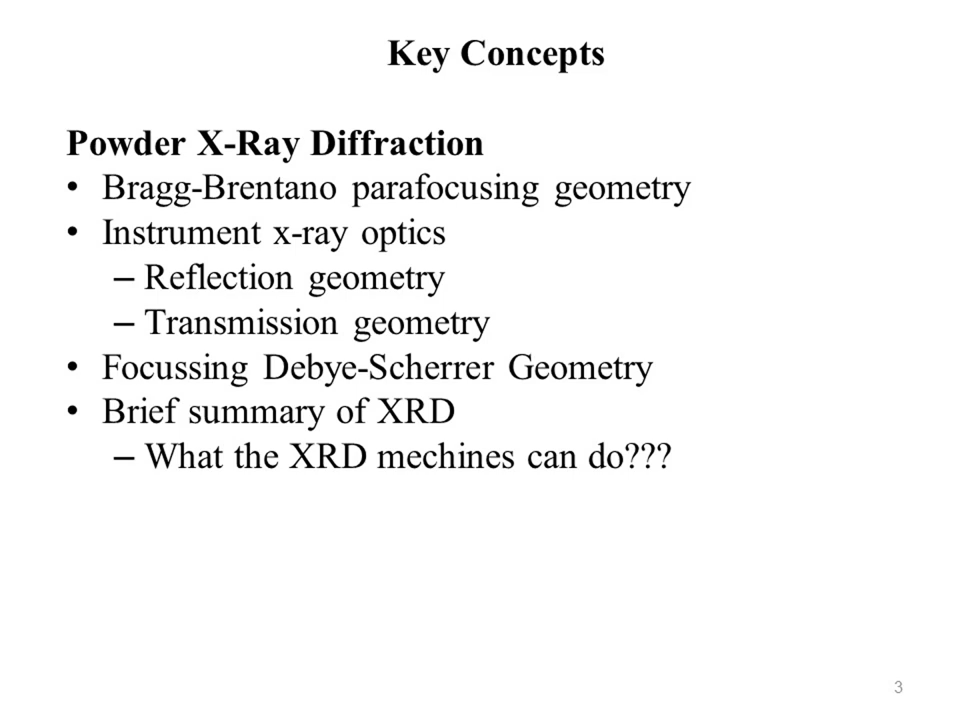 Key Concepts
Powder X-Ray Diffraction
• Bragg-Brentano parafocusing geometry
• Instrument x-ray optics
– Reflection geometry
– Transmission geometry
• Focussing Debye-Scherrer Geometry
• Brief summary of XRD
– What the XRD mechines can do???
3